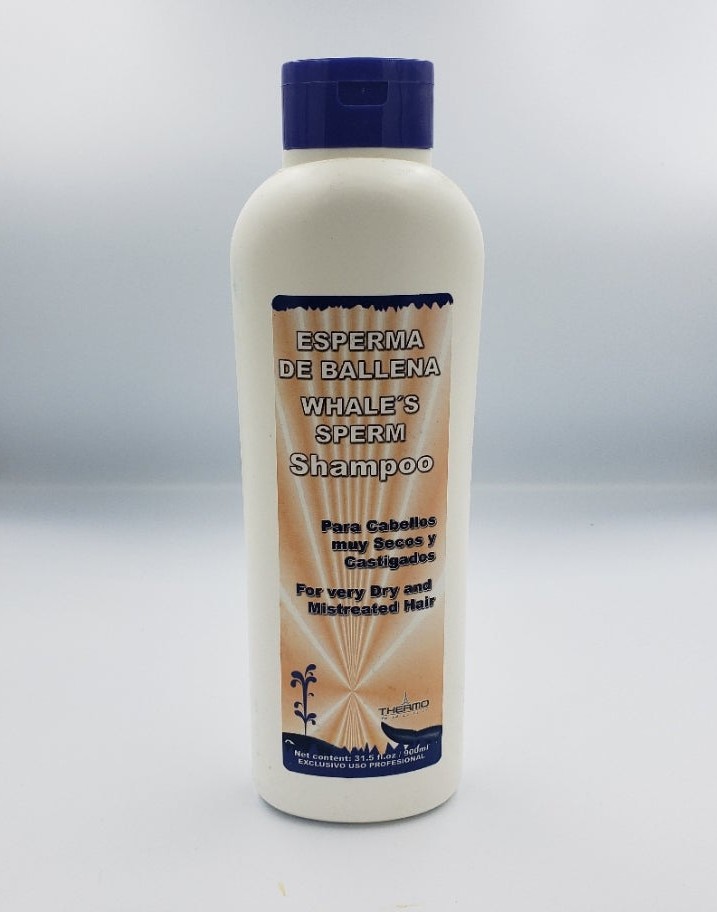 ESPERMA
DE BALLENA
WHALE´S
SPERM
Shampoo
Para Cabellos
muy Secos y
Castigados
For very Dry and
Mistreated Hair
THERMO
Net content: 31.5 fl.oz / 900ml
EXCLUSIVO USO PROFESIONAL